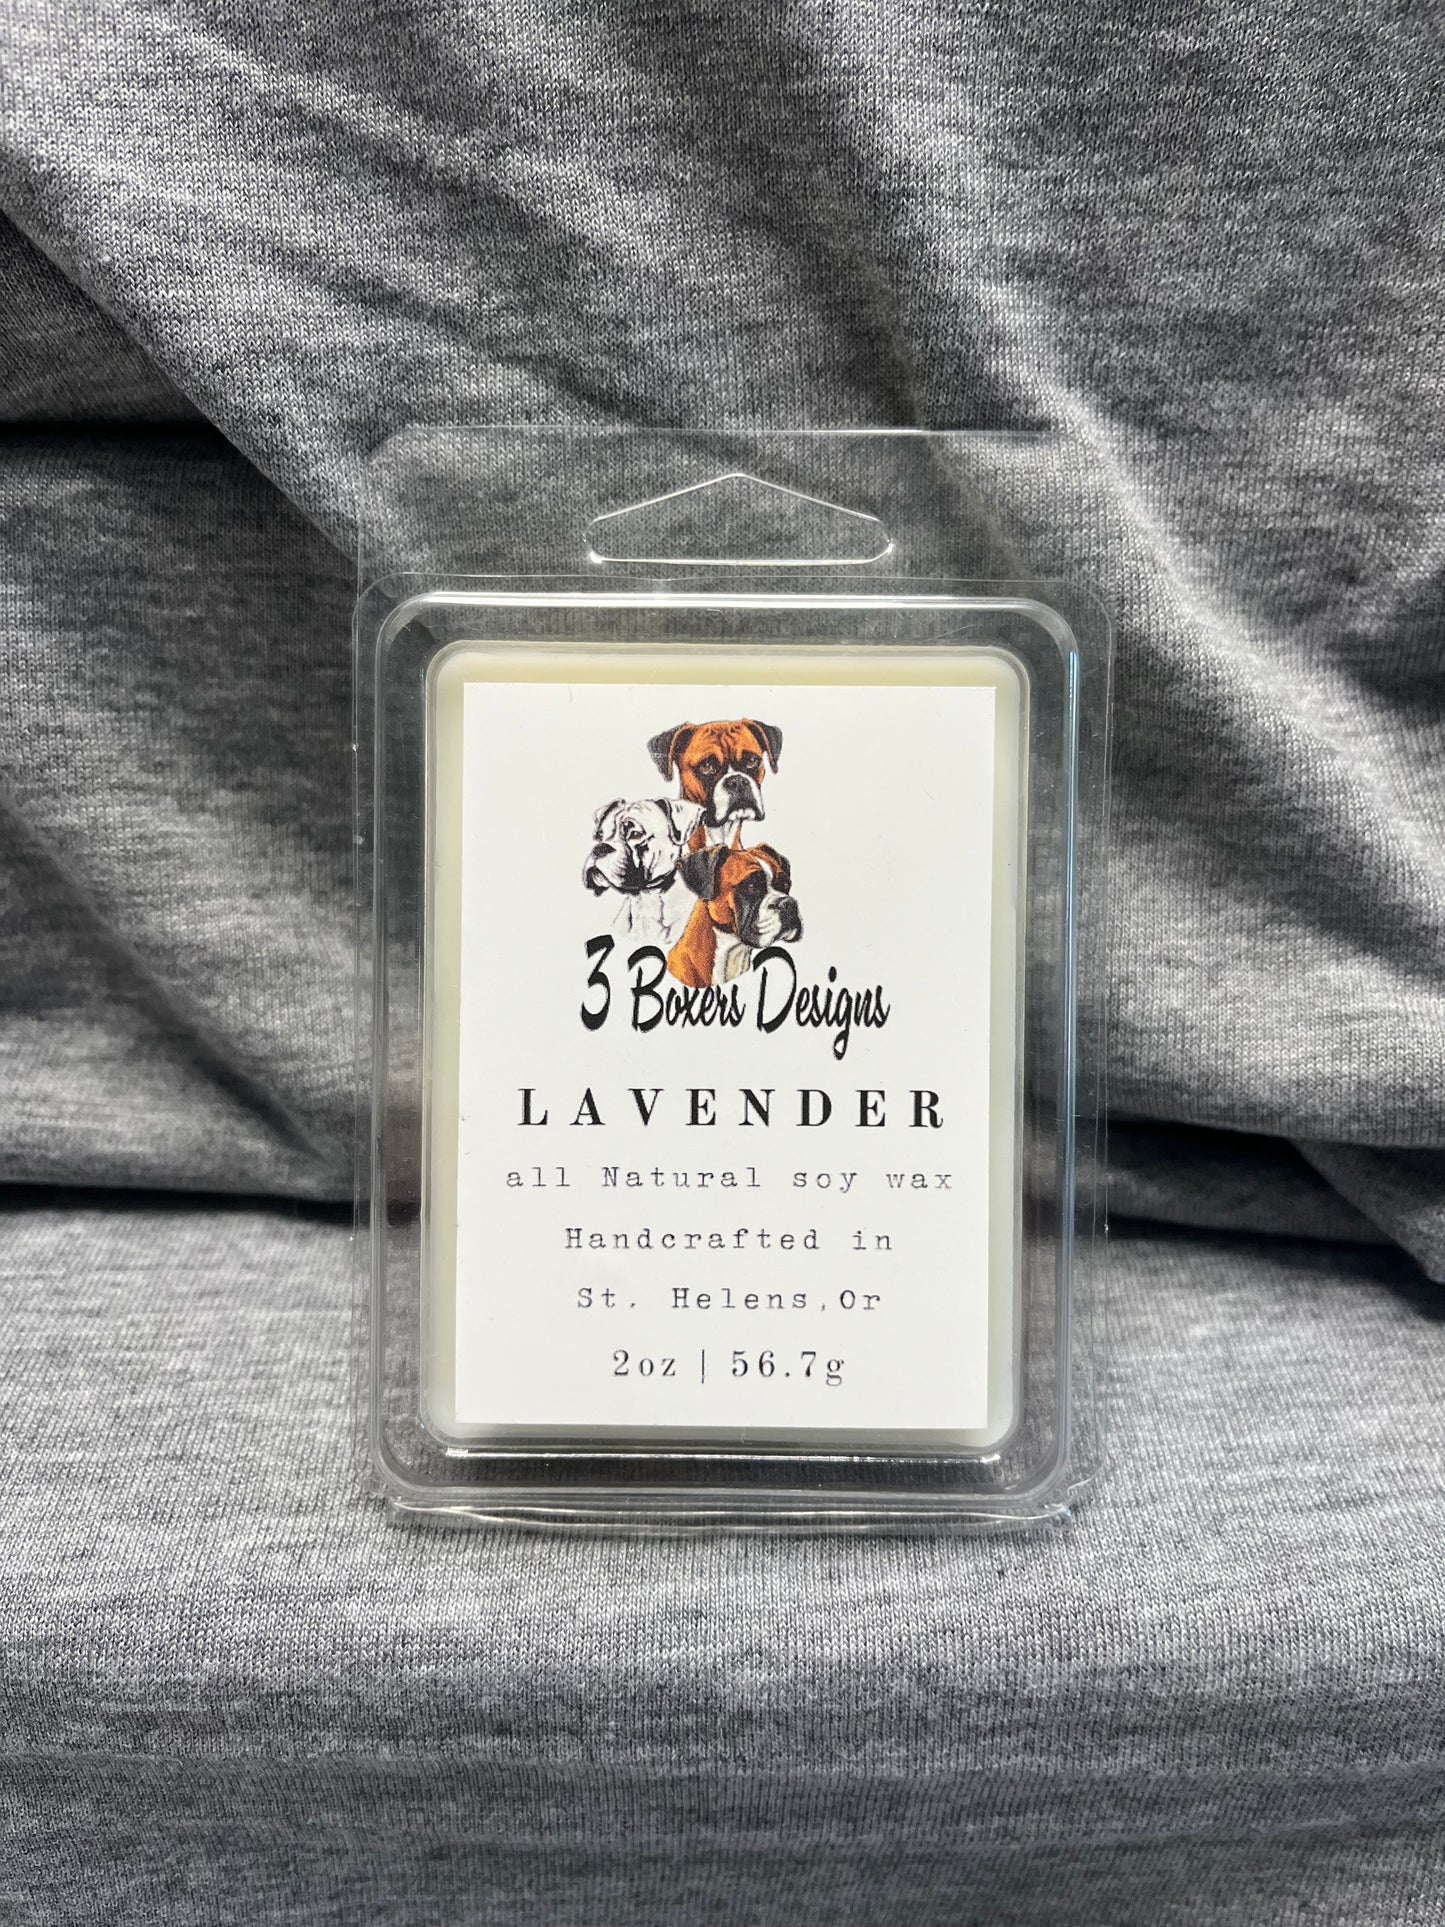 3 Boxers Designs
LAVENDER
all Natural soy wax
Handcrafted in
St. Helens,Or
2oz | 56.7g